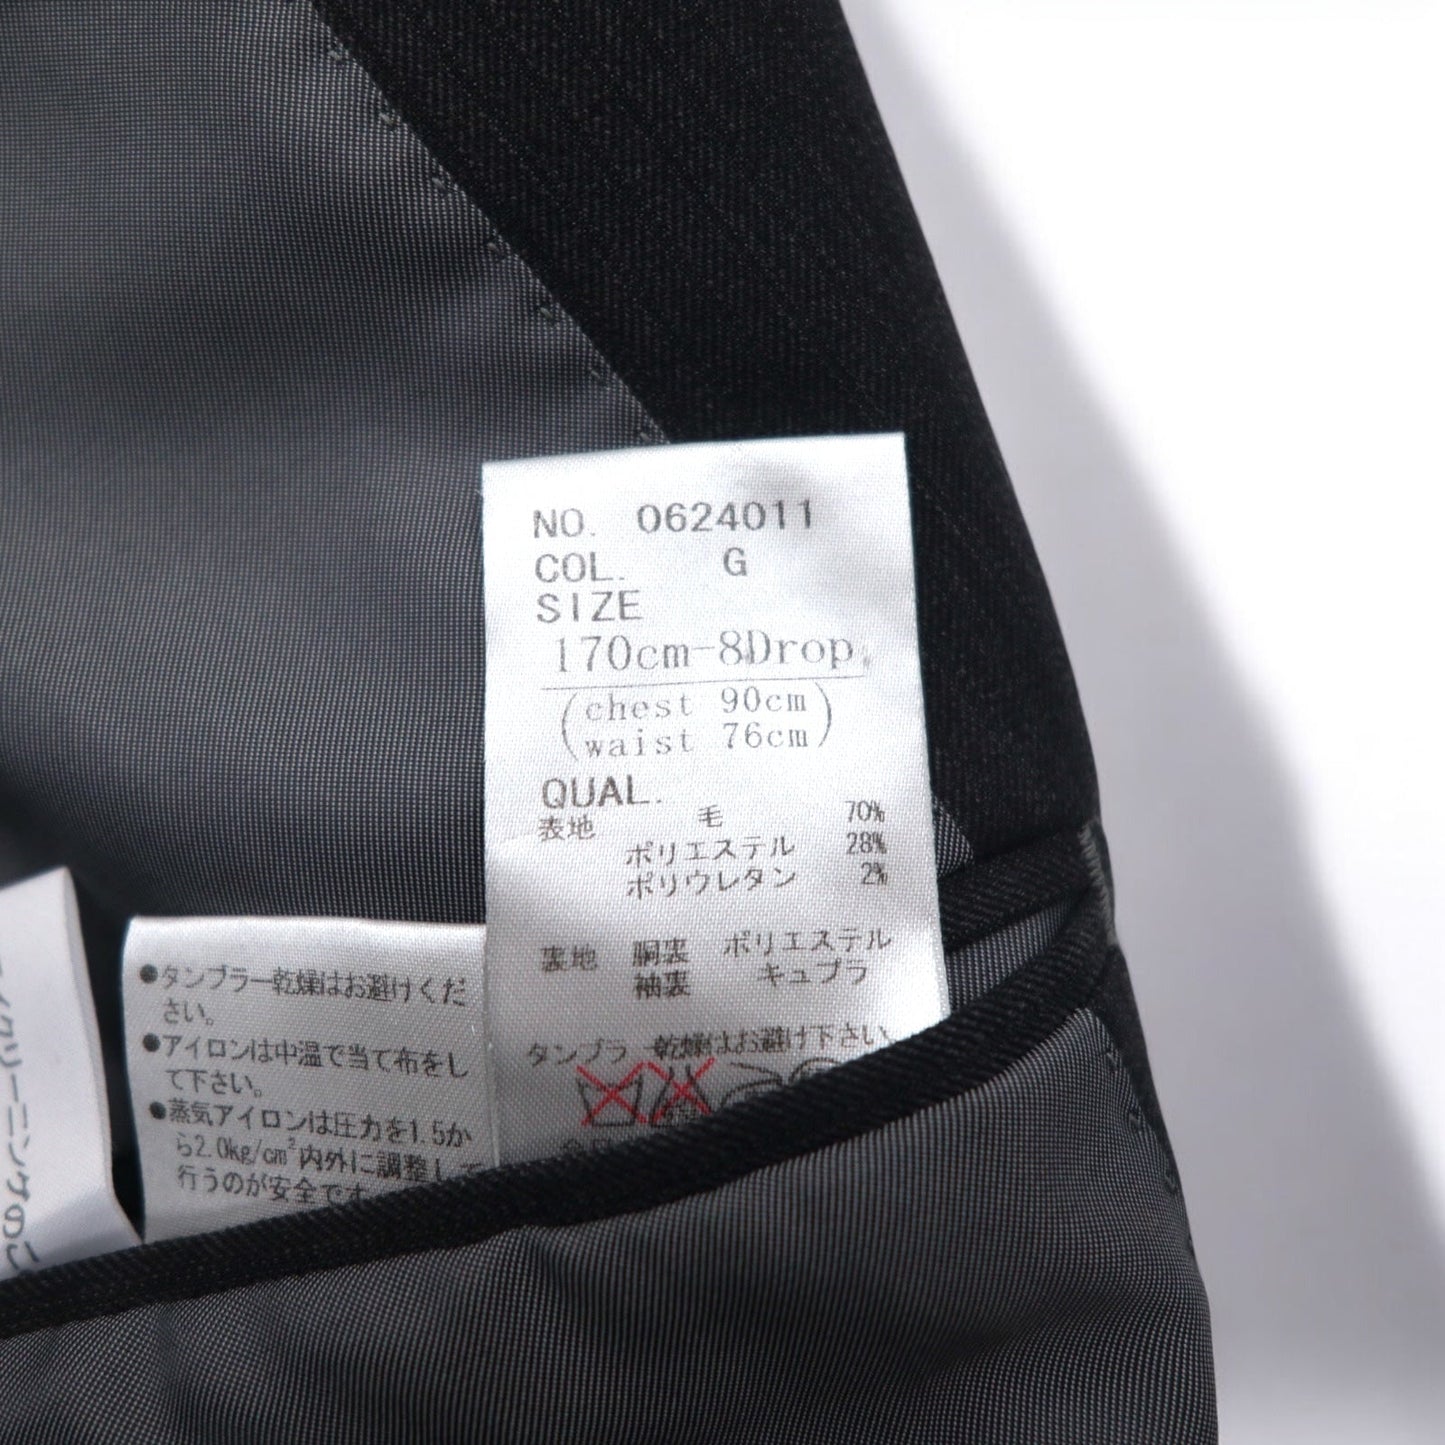 NO. 0624011
COL. G
SIZE
170cm-8Drop
(chest 90cm
waist 76cm)
QUAL.
表地 毛 70%
ポリエステル 28%
ポリウレタン 2%
裏地 胴裏 ポリエステル
袖裏 キュプラ
タンブラ 乾燥はお避け下さい
●タンブラー乾燥はお避けくだ
さい。
●アイロンは中温で当て布をし
て下さい。
●蒸気アイロンは圧力を1.5か
ら2.0kg/cm²内外に調整して
行うのが安全です
クリーニングの